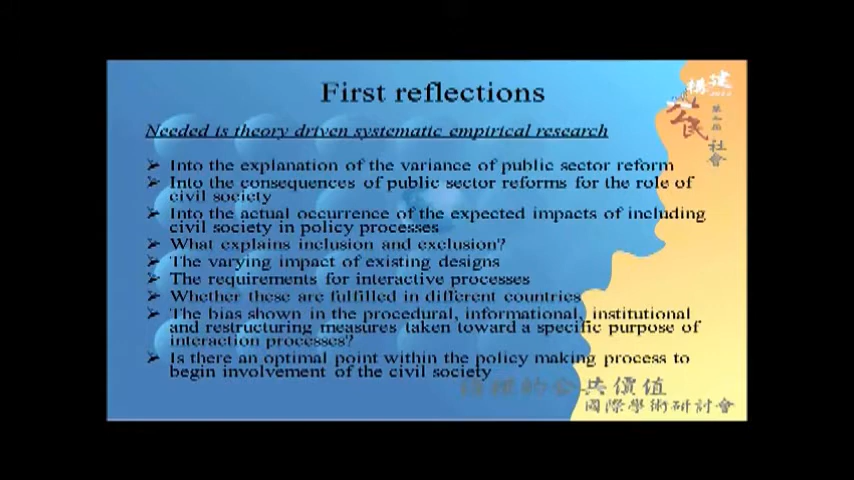 First reflections
Needed is theory driven systematic empirical research
➢ Into the explanation of the variance of public sector reform
➢ Into the consequences of public sector reforms for the role of
civil society
➢ Into the actual occurrence of the expected impacts of including
civil society in policy processes
➢ What explains inclusion and exclusion?
➢ The varying impact of existing designs
➢ The requirements for interactive processes
➢ Whether these are fulfilled in different countries
➢ The bias shown in the procedural, informational, institutional
and restructuring measures taken toward a specific purpose of
interaction processes?
➢ Is there an optimal point within the policy making process to
begin involvement of the civil society
構建
公民
社會
共價值
國際學術研討會